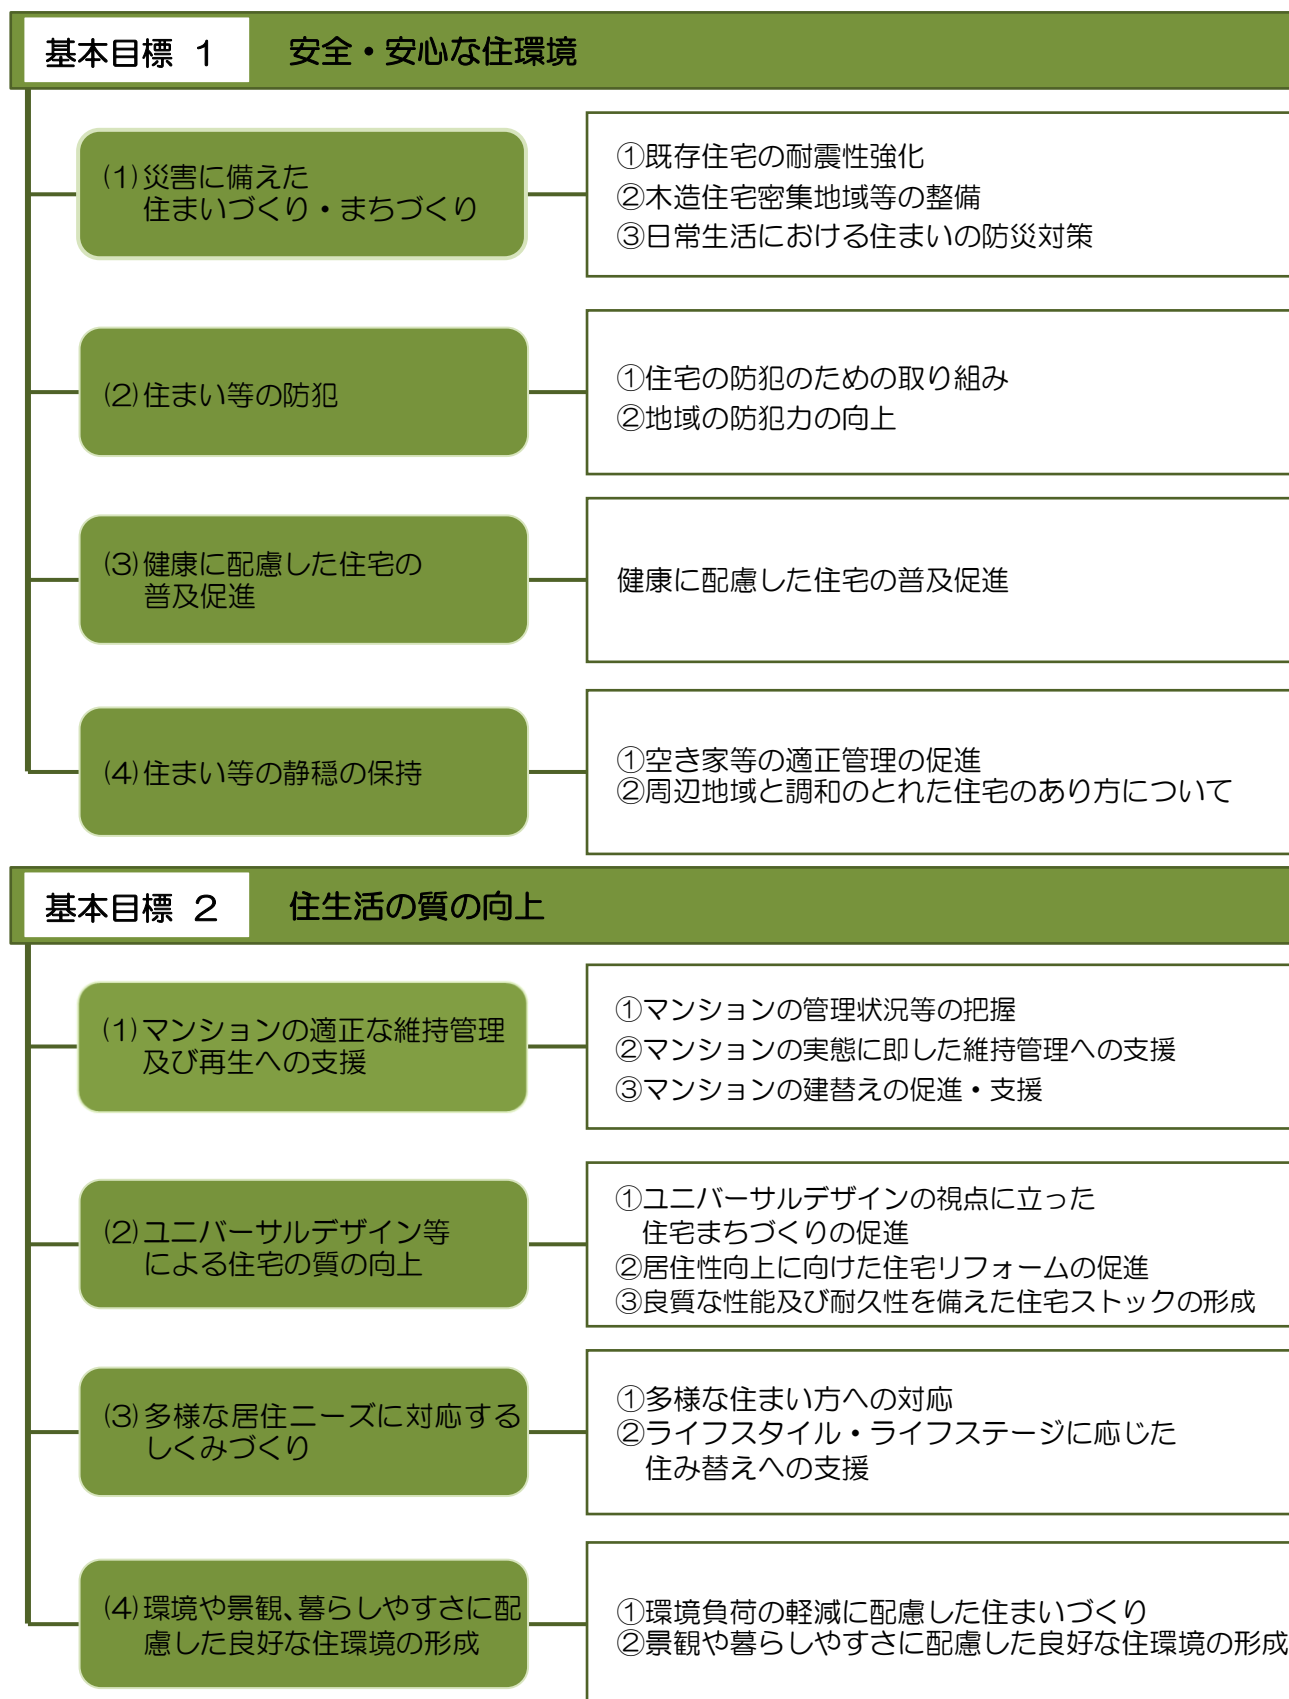 基本目標 1 安全・安心な住環境
(1)災害に備えた
住まいづくり・まちづくり
①既存住宅の耐震性強化
②木造住宅密集地域等の整備
③日常生活における住まいの防災対策
(2)住まい等の防犯
①住宅の防犯のための取り組み
②地域の防犯力の向上
(3)健康に配慮した住宅の
普及促進
健康に配慮した住宅の普及促進
(4)住まい等の静穏の保持
①空き家等の適正管理の促進
②周辺地域と調和のとれた住宅のあり方について
基本目標 2 住生活の質の向上
(1)マンションの適正な維持管理
及び再生への支援
①マンションの管理状況等の把握
②マンションの実態に即した維持管理への支援
③マンションの建替えの促進・支援
(2)ユニバーサルデザイン等
による住宅の質の向上
①ユニバーサルデザインの視点に立った
住宅まちづくりの促進
②居住性向上に向けた住宅リフォームの促進
③良質な性能及び耐久性を備えた住宅ストックの形成
(3)多様な居住ニーズに対応する
しくみづくり
①多様な住まい方への対応
②ライフスタイル・ライフステージに応じた
住み替えへの支援
(4)環境や景観、暮らしやすさに配
慮した良好な住環境の形成
①環境負荷の軽減に配慮した住まいづくり
②景観や暮らしやすさに配慮した良好な住環境の形成